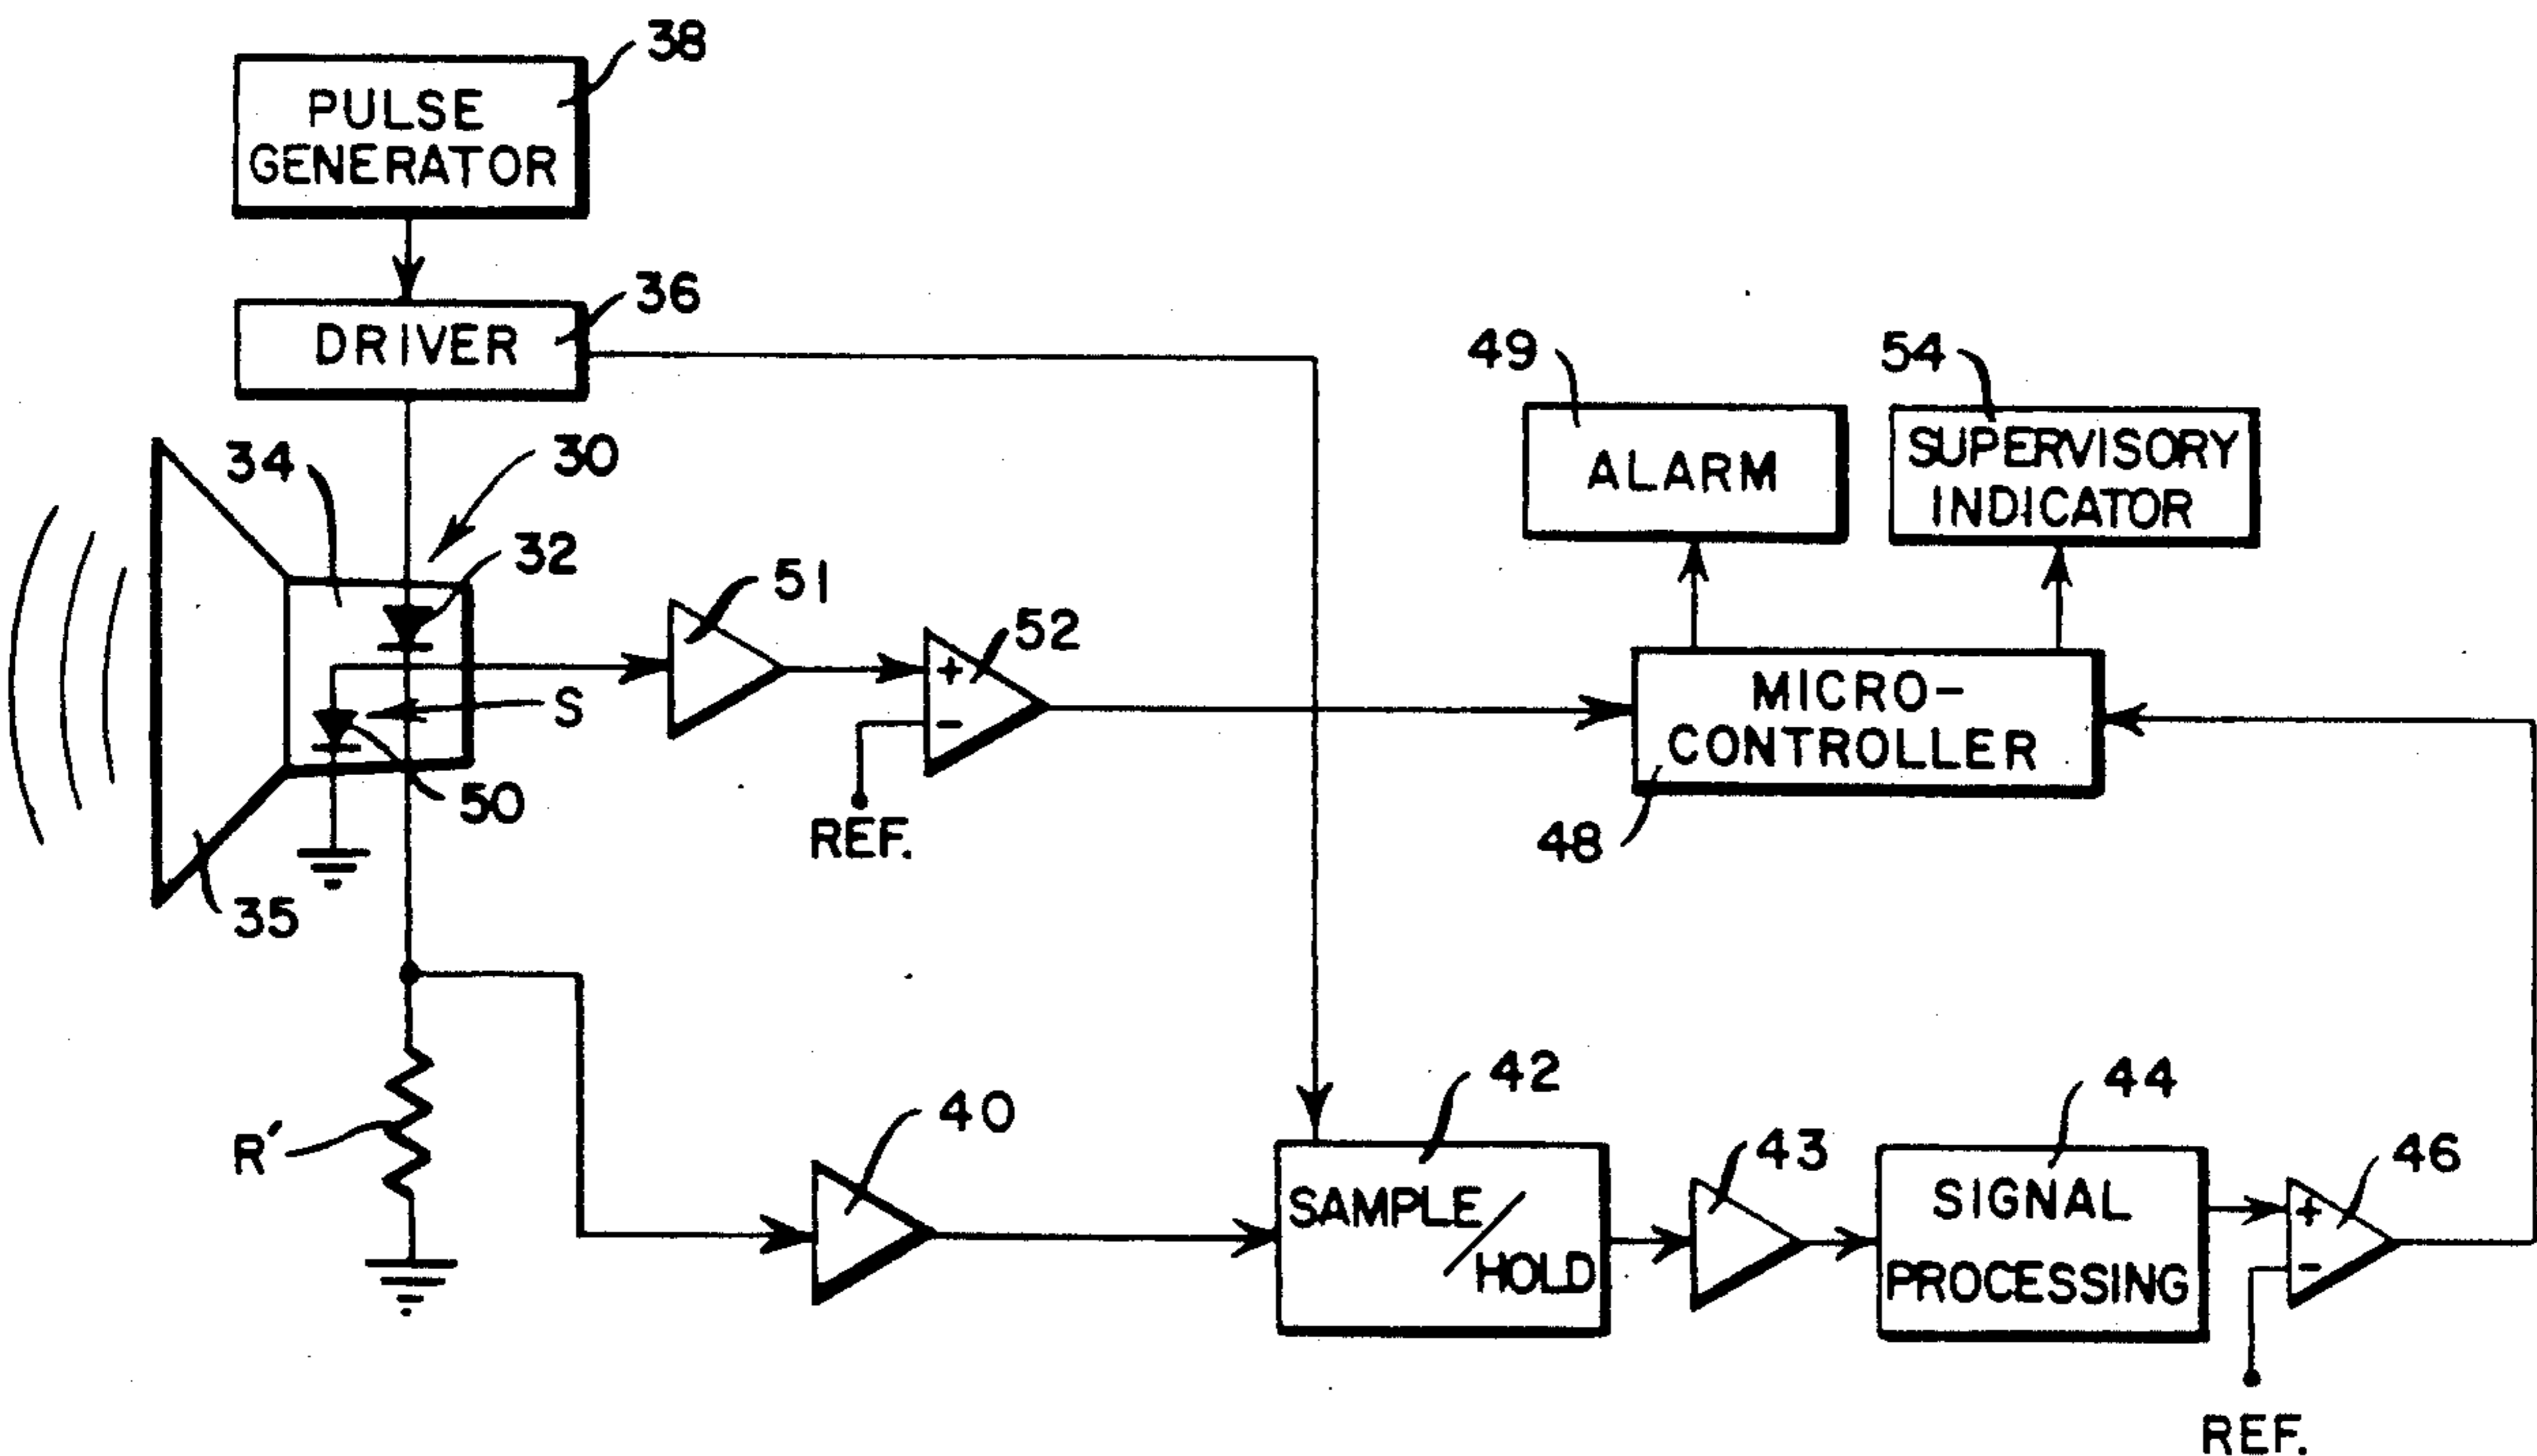 38
PULSE
GENERATOR
36
DRIVER
49
54
34
30
ALARM
SUPERVISORY
INDICATOR
32
51
52
+
-
S
MICRO-
CONTROLLER
50
REF.
48
35
42
44
40
43
46
R'
SAMPLE/
HOLD
SIGNAL
PROCESSING
+
-
REF.